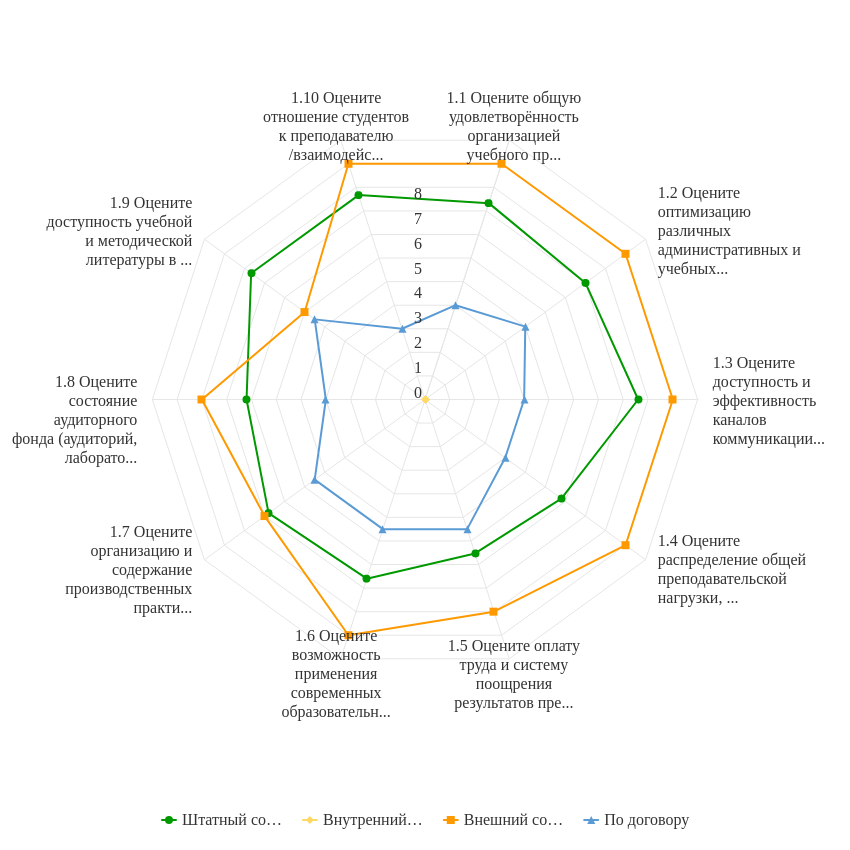 1.10 Оцените
отношение студентов
к преподавателю
/взаимодейс...
1.1 Оцените общую
удовлетворённость
организацией
учебного пр...
1.9 Оцените
доступность учебной
и методической
литературы в ...
1.2 Оцените
оптимизацию
различных
административных и
учебных...
8
7
6
5
4
3
2
1
0
1.8 Оцените
состояние
аудиторного
фонда (аудиторий,
лаборато...
1.3 Оцените
доступность и
эффективность
каналов
коммуникации...
1.7 Оцените
организацию и
содержание
производственных
практи...
1.4 Оцените
распределение общей
преподавательской
нагрузки, ...
1.6 Оцените
возможность
применения
современных
образовательн...
1.5 Оцените оплату
труда и систему
поощрения
результатов пре...
Штатный со… Внутренний… Внешний со… По договору